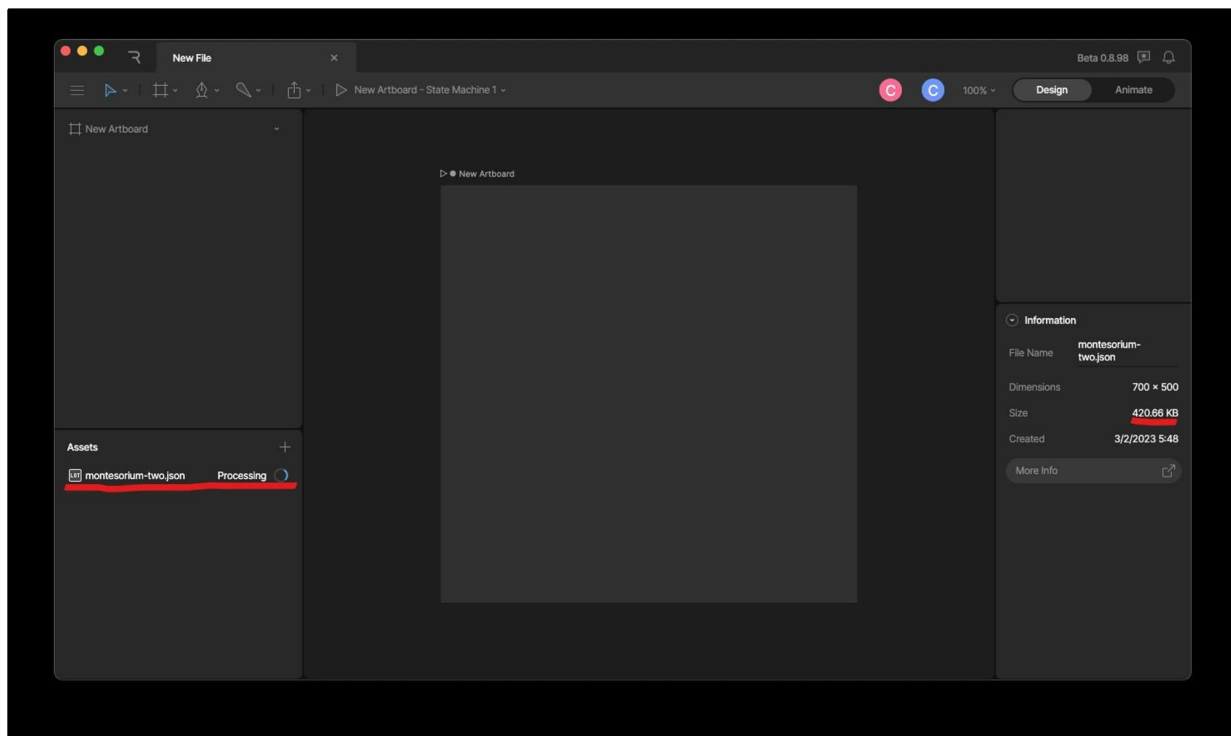 New File
Beta 0.8.98
New Artboard - State Machine 1
C
C
100%
Design
Animate
New Artboard
New Artboard
Information
File Name
montesorium-
two.json
Dimensions
700 × 500
Size
420.66 KB
Created
3/2/2023 5:48
More Info
Assets
LOT
montesorium-two.json
Processing